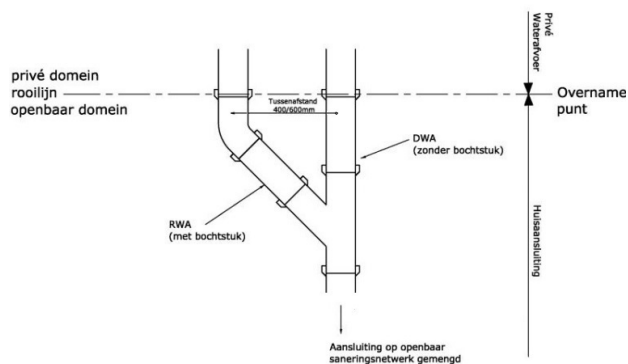 Privé
Waterafvoer
privé domein
rooilijn
openbaar domein
Tussenafstand
400/600mm
Overname
punt
DWA
(zonder bochtstuk)
RWA
(met bochtstuk)
Huisaansluiting
Aansluiting op openbaar
saneringsnetwerk gemengd